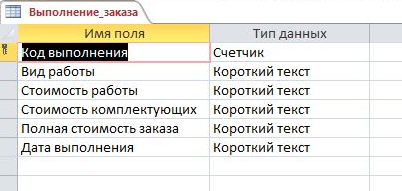 Выполнение_заказа
Имя поля Тип данных
Код выполнения Счетчик
Вид работы Короткий текст
Стоимость работы Короткий текст
Стоимость комплектующих Короткий текст
Полная стоимость заказа Короткий текст
Дата выполнения Короткий текст